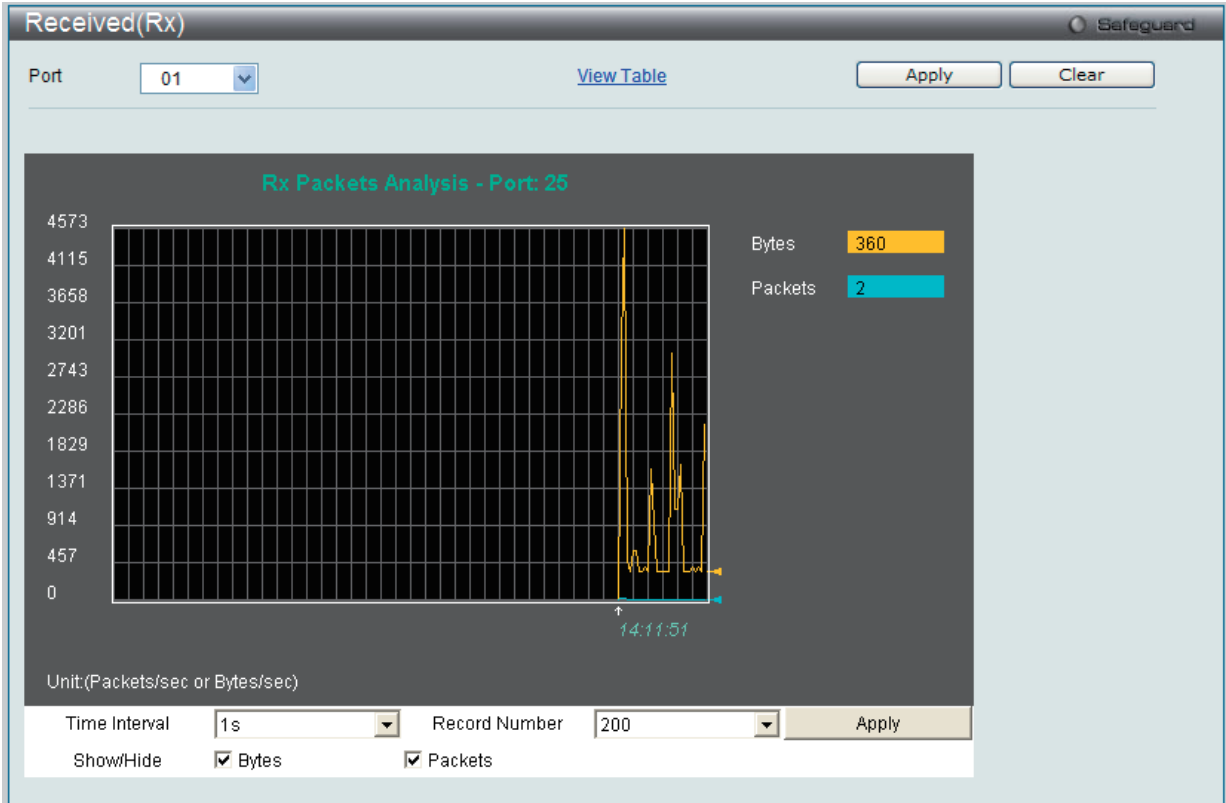 Received(Rx)
Safeguard
Port 01 View Table Apply Clear
Rx Packets Analysis - Port: 25
4573
4115
3658
3201
2743
2286
1829
1371
914
457
0
Bytes 360
Packets 2
14:11:51
Unit:(Packets/sec or Bytes/sec)
Time Interval 1s Record Number 200 Apply
Show/Hide Bytes Packets